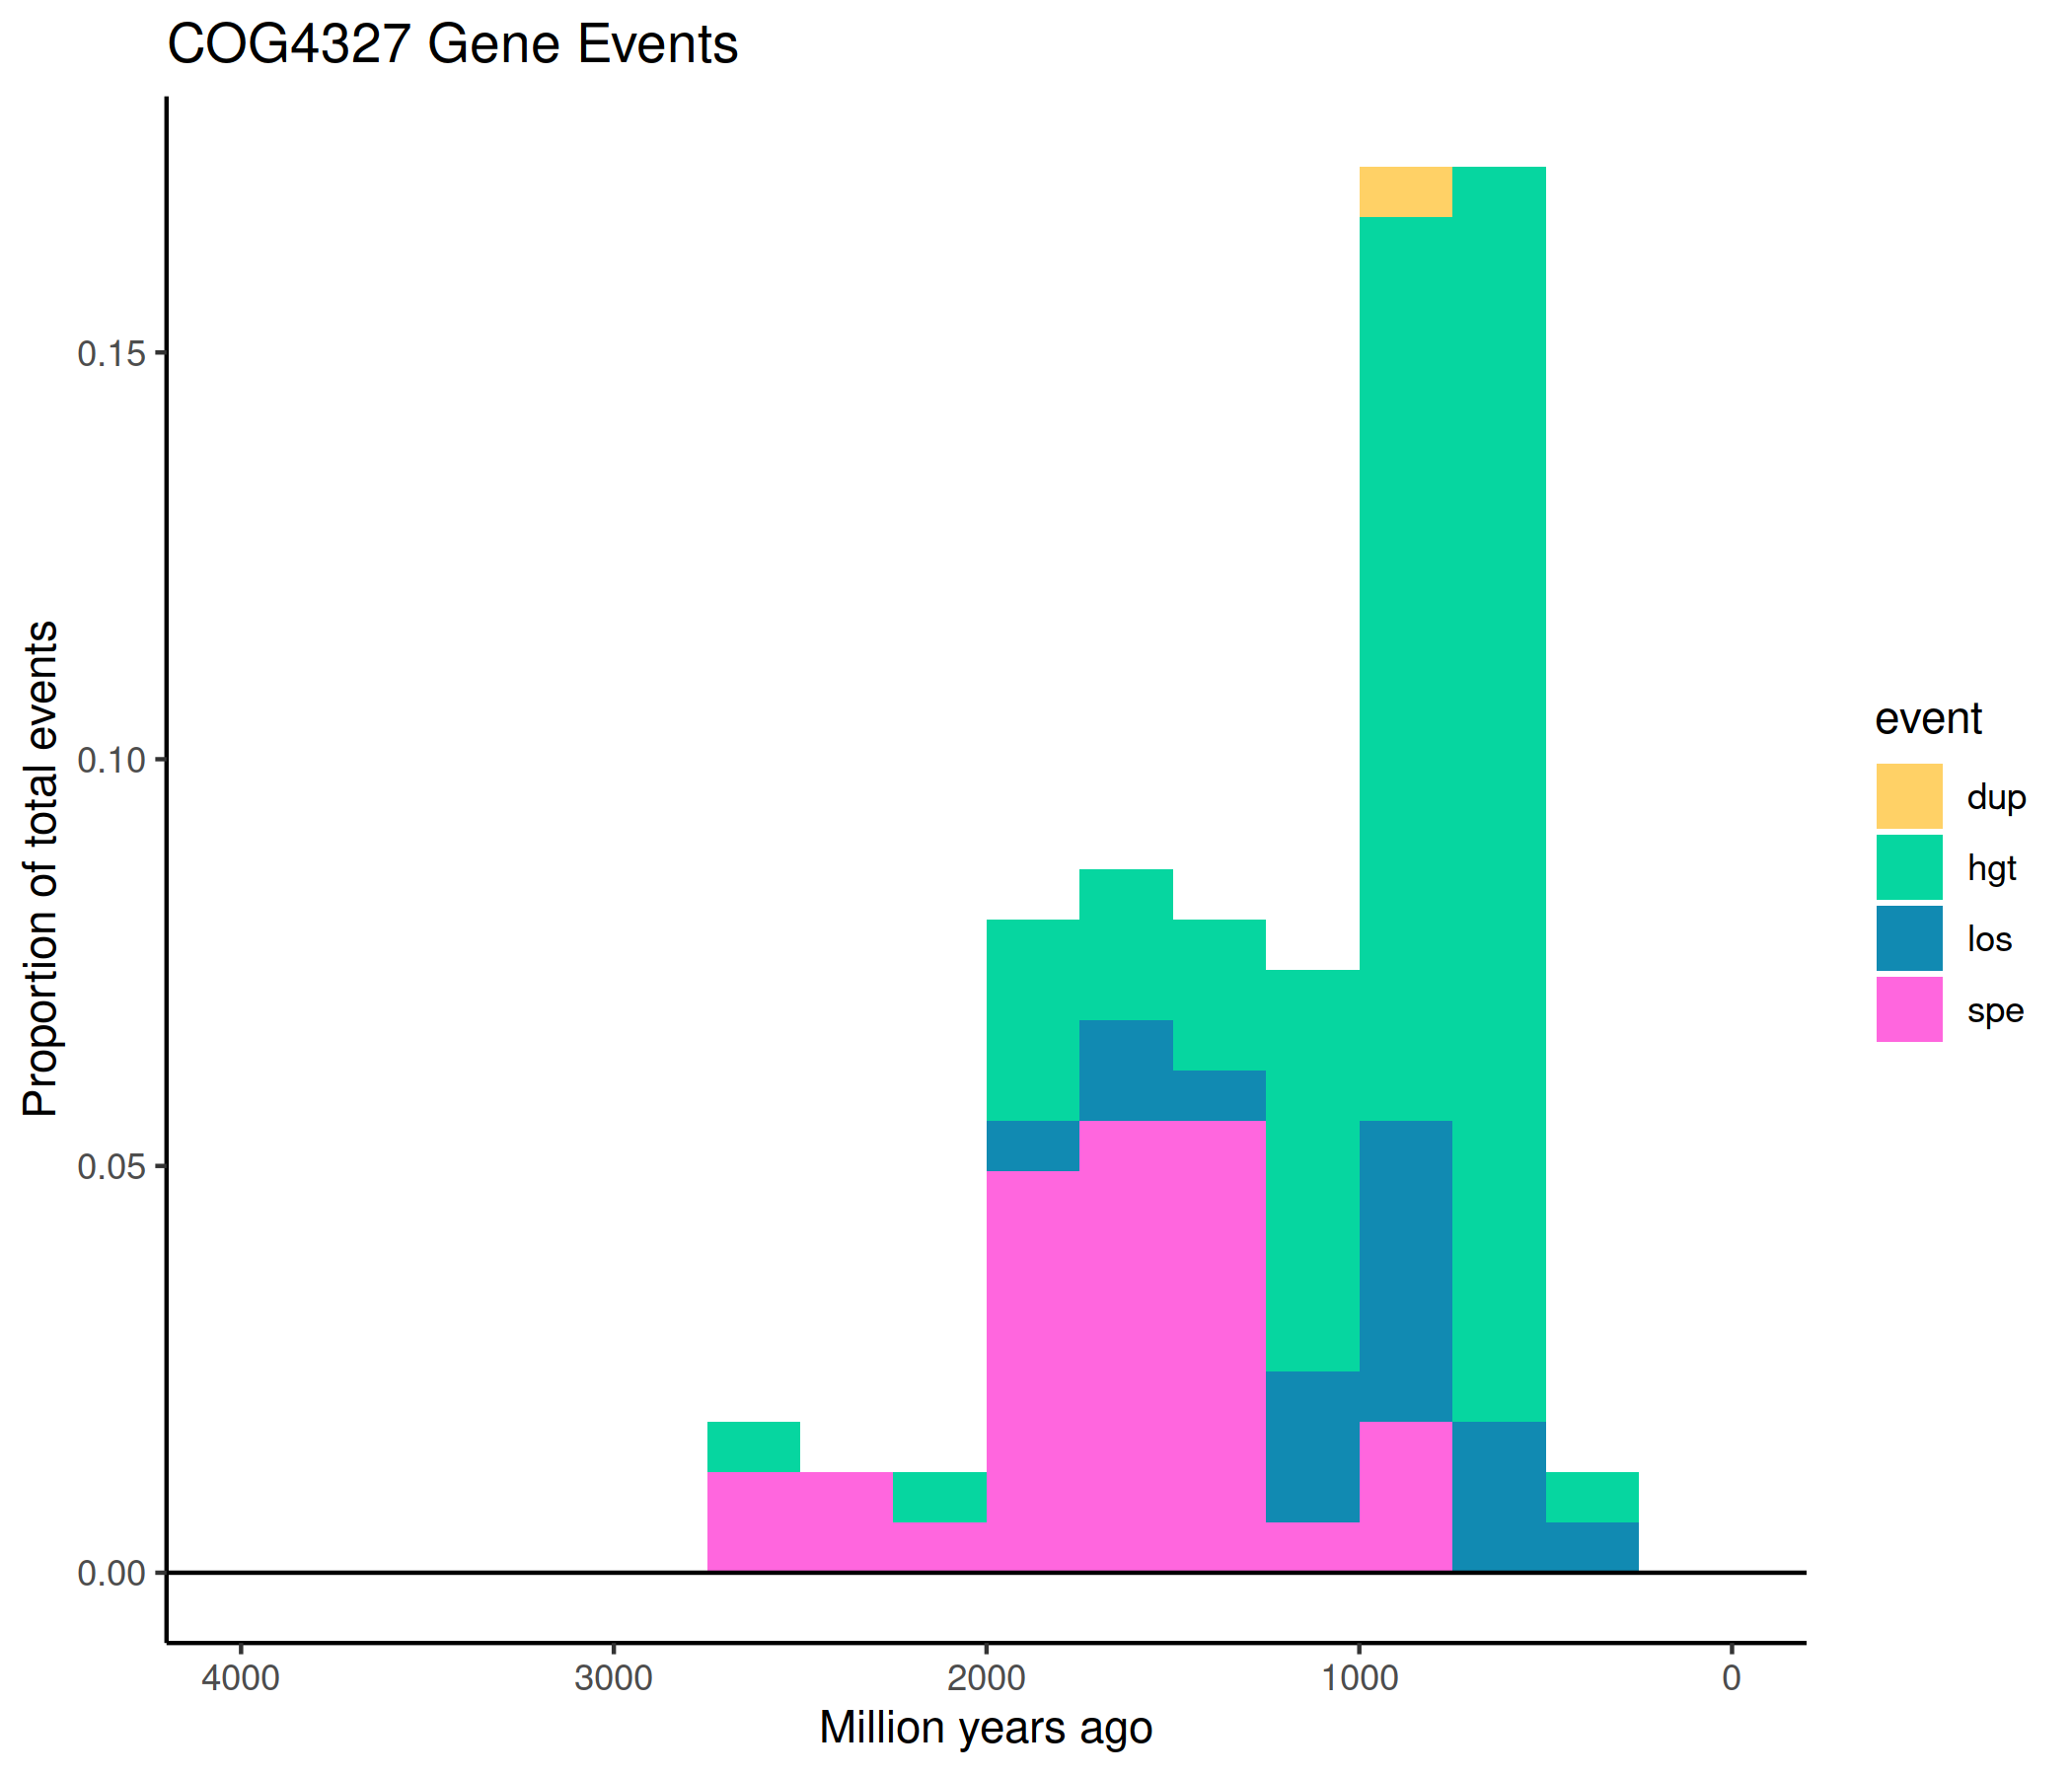 COG4327 Gene Events
Proportion of total events
0.15
0.10
0.05
0.00
4000
3000
2000
1000
0
Million years ago
event
dup
hgt
los
spe